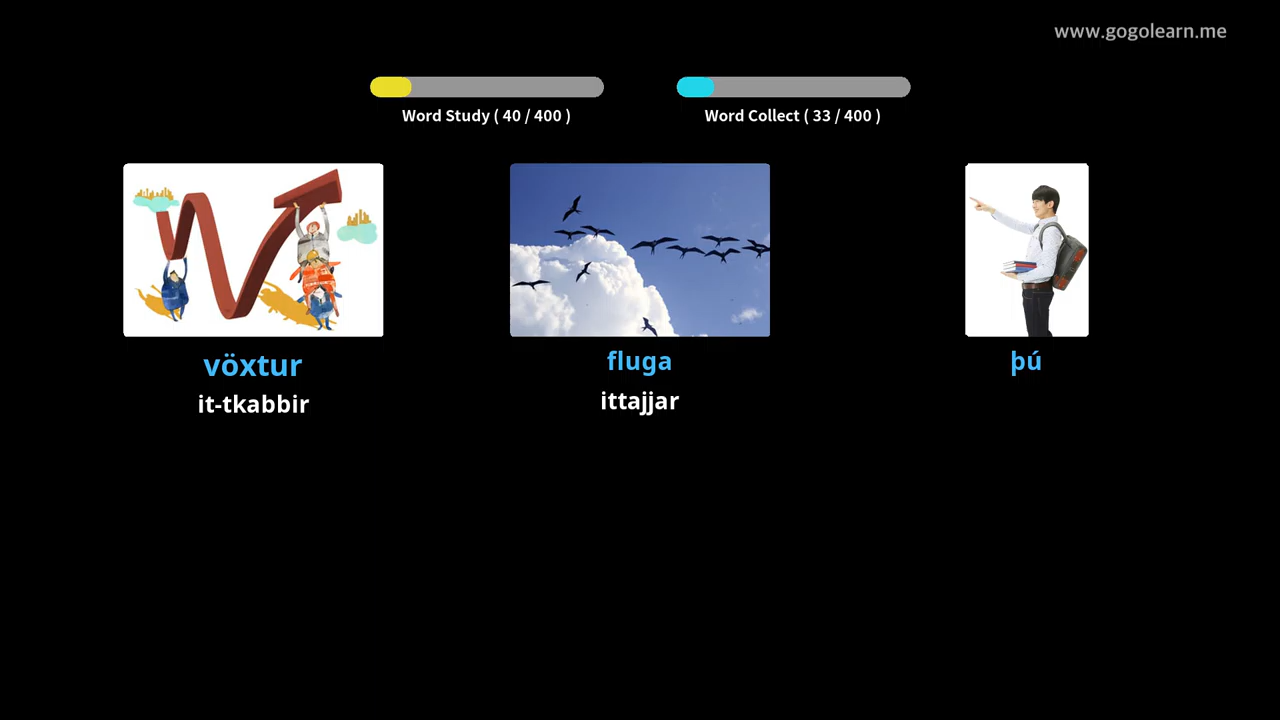 www.gogolearn.me
Word Study ( 40 / 400 )
Word Collect ( 33 / 400 )
vöxtur
it-tkabbir
fluga
ittajjar
þú